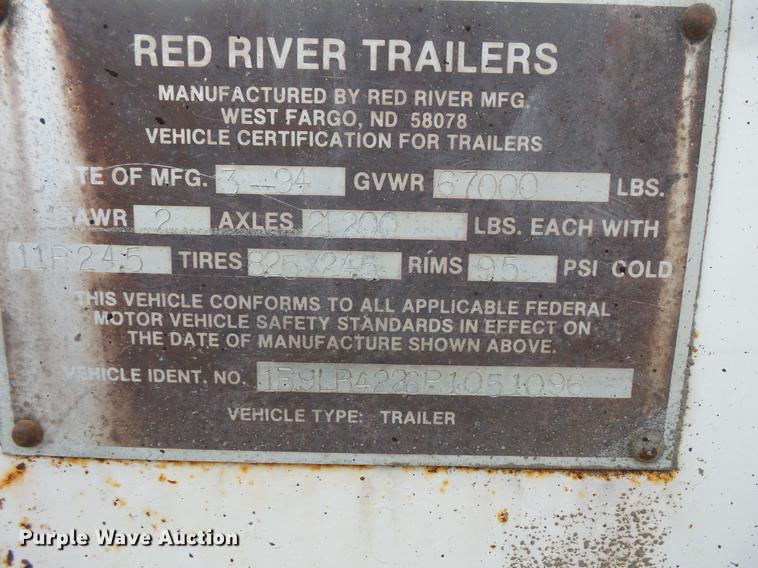 RED RIVER TRAILERS
MANUFACTURED BY RED RIVER MFG.
WEST FARGO, ND 58078
VEHICLE CERTIFICATION FOR TRAILERS
TE OF MFG. 3-94 GVWR 67000 LBS.
AWR 2 AXLES 21200 LBS. EACH WITH
11R24.5 TIRES 825X24.5 RIMS 95 PSI COLD
THIS VEHICLE CONFORMS TO ALL APPLICABLE FEDERAL
MOTOR VEHICLE SAFETY STANDARDS IN EFFECT ON
THE DATE OF MANUFACTURE SHOWN ABOVE.
VEHICLE IDENT. NO. 1R9LR4226R1051096
VEHICLE TYPE: TRAILER
Purple Wave Auction